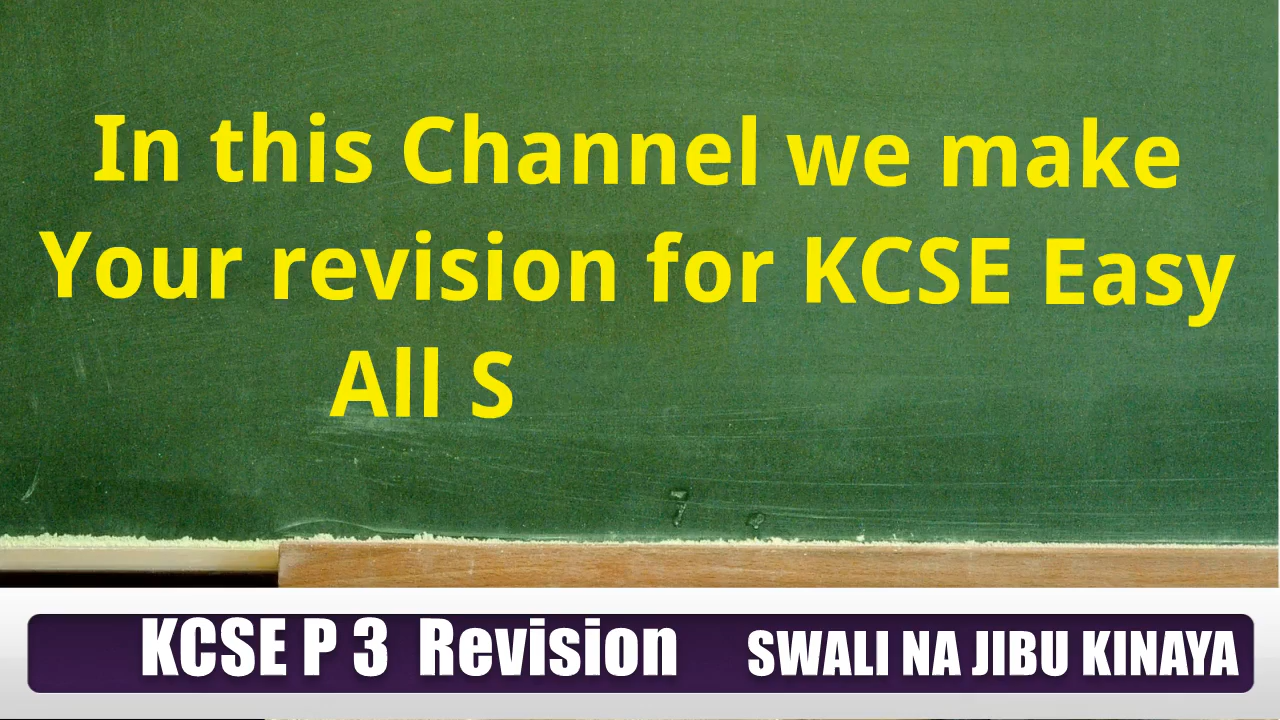 In this Channel we make
Your revision for KCSE Easy
All S
KCSE P 3 Revision SWALI NA JIBU KINAYA